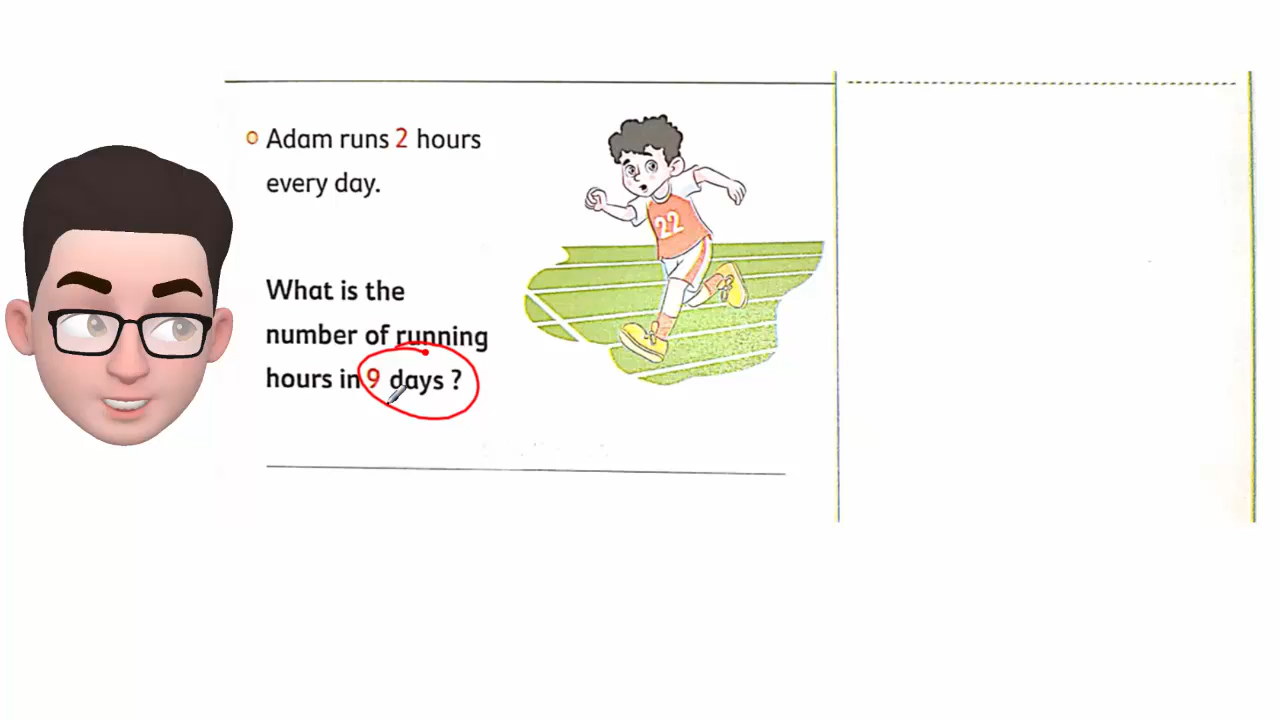 Adam runs 2 hours
every day.
22
What is the
number of running
hours in 9 days ?